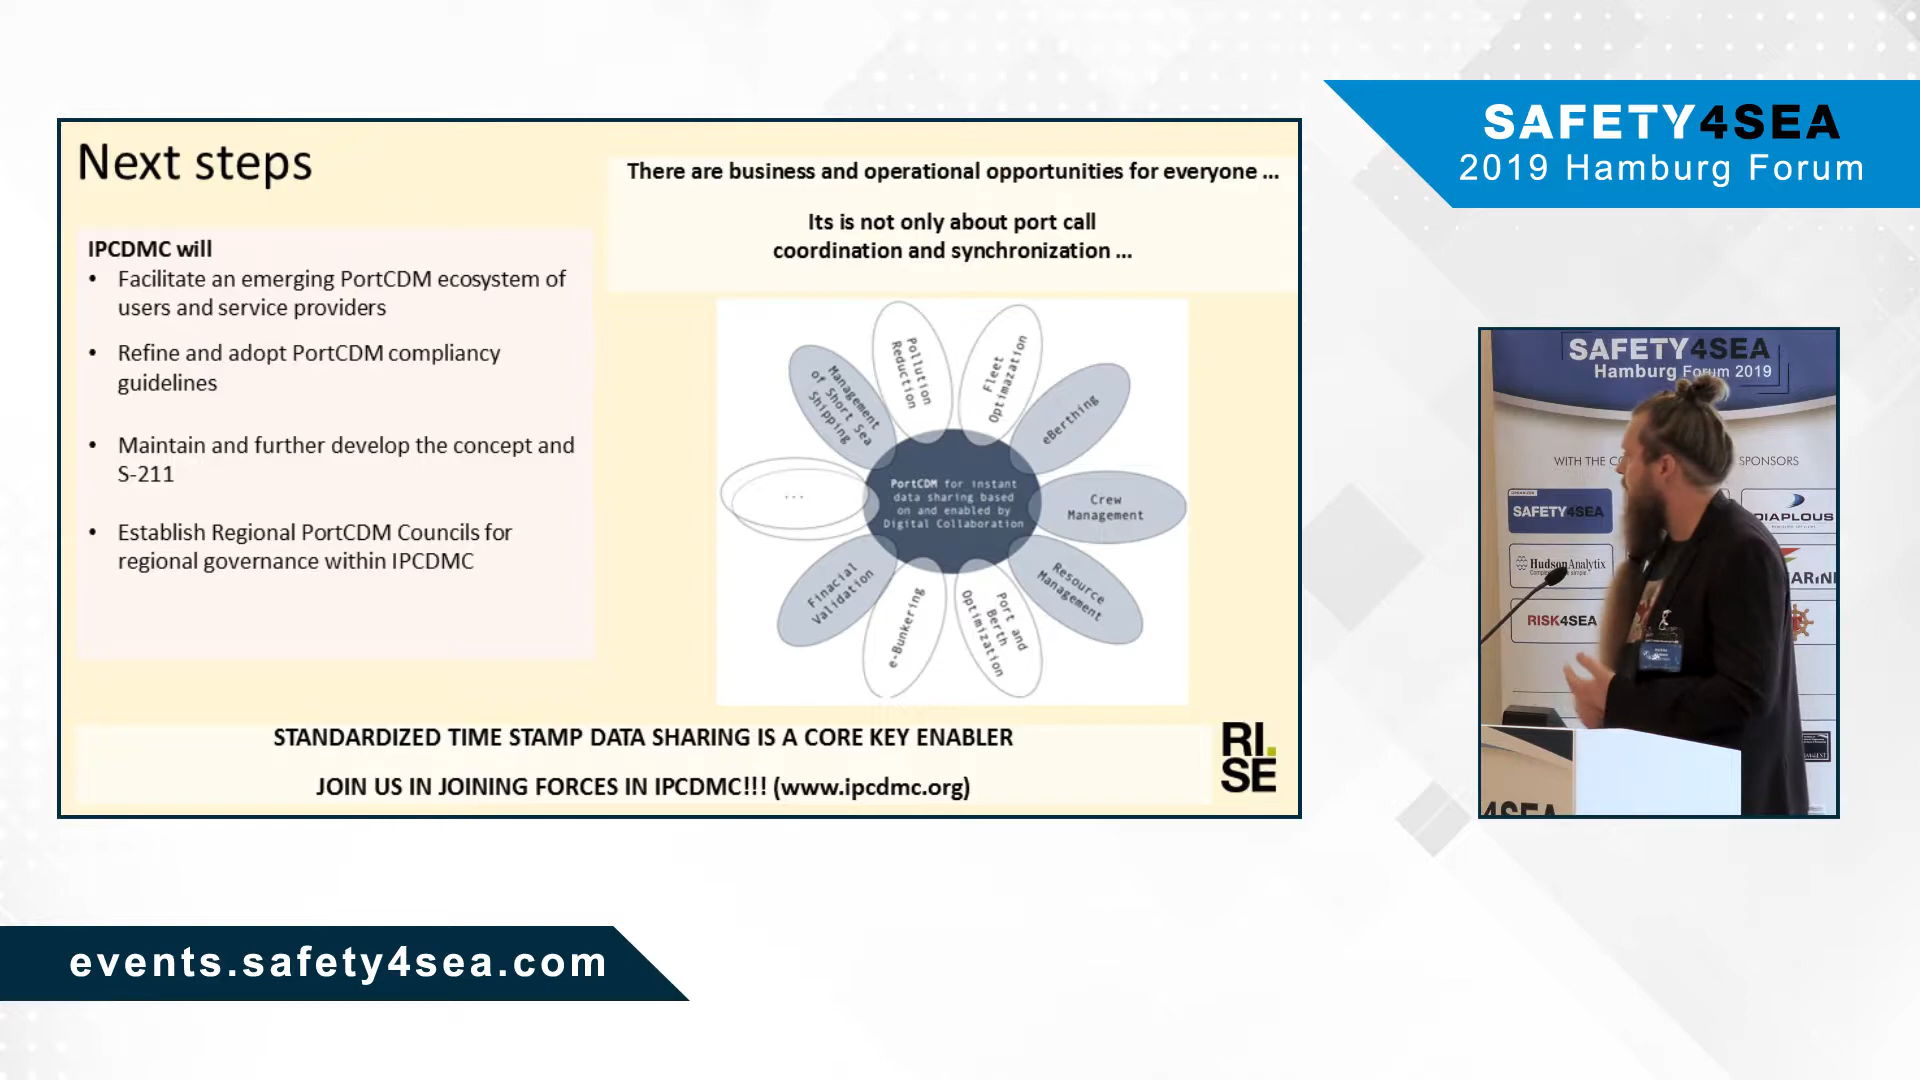 SAFETY4SEA
2019 Hamburg Forum
Next steps
There are business and operational opportunities for everyone ...
Its is not only about port call
coordination and synchronization ...
IPCDMC will
• Facilitate an emerging PortCDM ecosystem of
users and service providers
• Refine and adopt PortCDM compliancy
guidelines
• Maintain and further develop the concept and
S-211
• Establish Regional PortCDM Councils for
regional governance within IPCDMC
Pollution
Reduction
Fleet
Optimazation
eBerthing
Crew
Management
Resource
Management
Port and
Berth
Optimization
e-Bunkering
Finacial
Validation
...
Management
of Short Sea
Shipping
PortCDM for instant
data sharing based
on and enabled by
Digital Collaboration
STANDARDIZED TIME STAMP DATA SHARING IS A CORE KEY ENABLER
JOIN US IN JOINING FORCES IN IPCDMC!!! (www.ipcdmc.org)
RI.
SE
SAFETY4SEA
Hamburg Forum 2019
WITH THE
SPONSORS
SAFETY4SEA
DIAPLOUS
HudsonAnalytix
RISK4SEA
4SEA
events.safety4sea.com